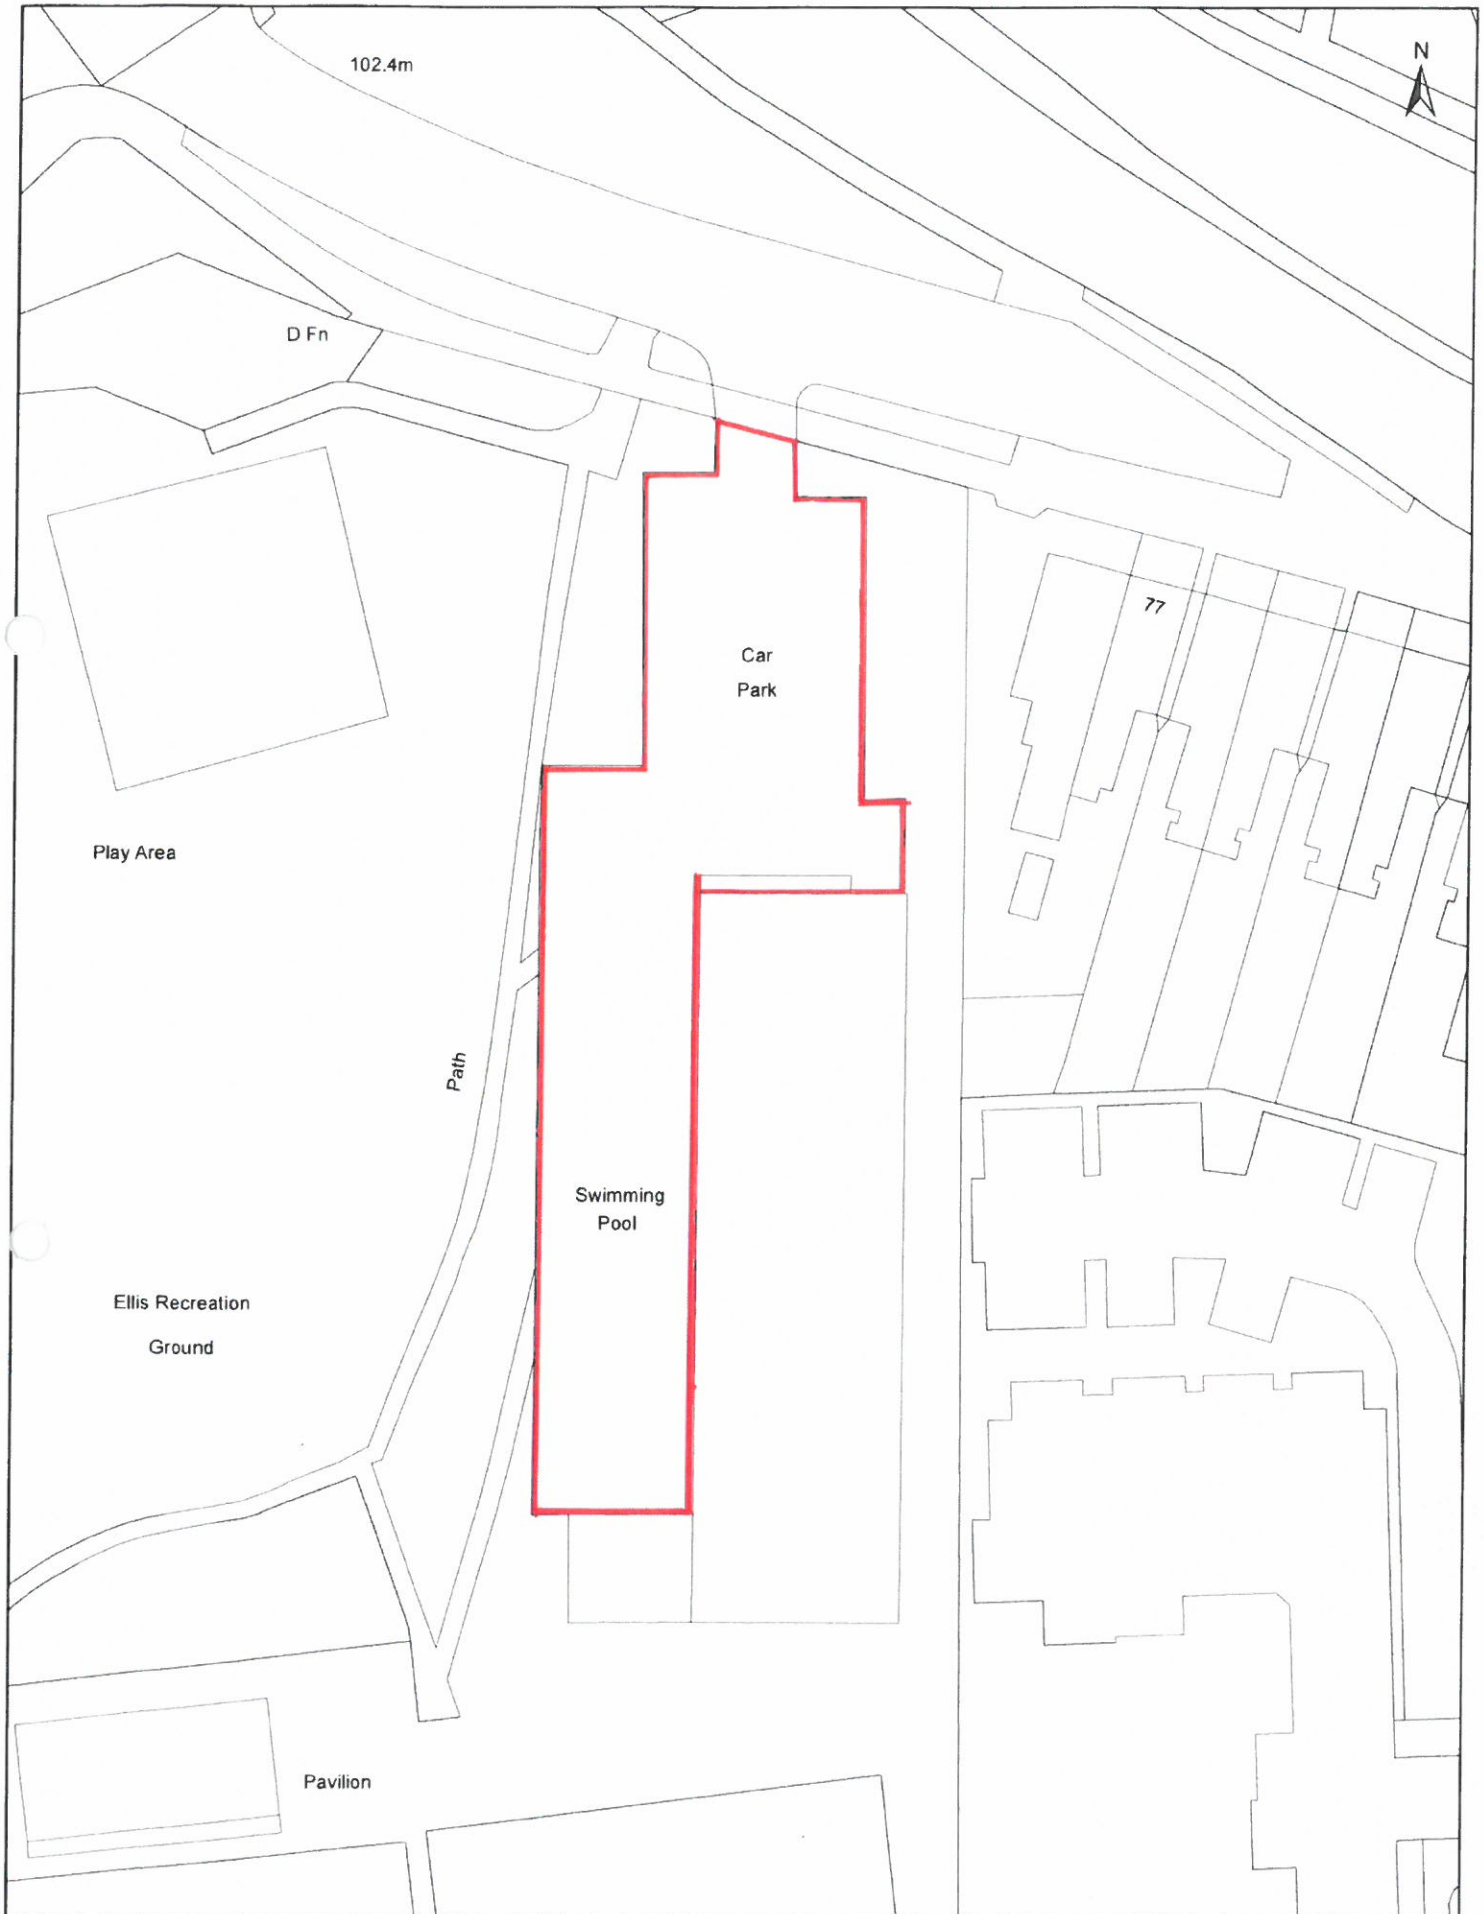 102.4m
N
D Fn
77
Car
Park
Play Area
Path
Swimming
Pool
Ellis Recreation
Ground
Pavilion